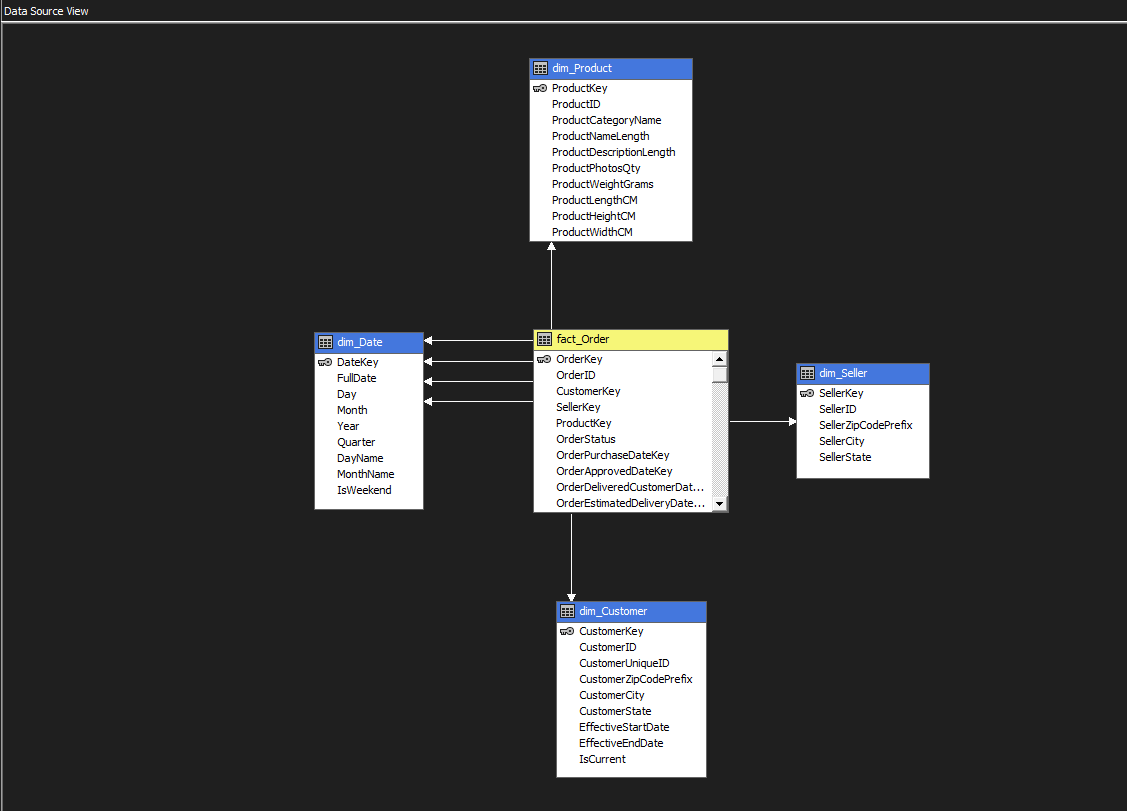 Data Source View
dim_Product
ProductKey
ProductID
ProductCategoryName
ProductNameLength
ProductDescriptionLength
ProductPhotosQty
ProductWeightGrams
ProductLengthCM
ProductHeightCM
ProductWidthCM
dim_Date
DateKey
FullDate
Day
Month
Year
Quarter
DayName
MonthName
IsWeekend
fact_Order
OrderKey
OrderID
CustomerKey
SellerKey
ProductKey
OrderStatus
OrderPurchaseDateKey
OrderApprovedDateKey
OrderDeliveredCustomerDat...
OrderEstimatedDeliveryDate...
dim_Seller
SellerKey
SellerID
SellerZipCodePrefix
SellerCity
SellerState
dim_Customer
CustomerKey
CustomerID
CustomerUniqueID
CustomerZipCodePrefix
CustomerCity
CustomerState
EffectiveStartDate
EffectiveEndDate
IsCurrent